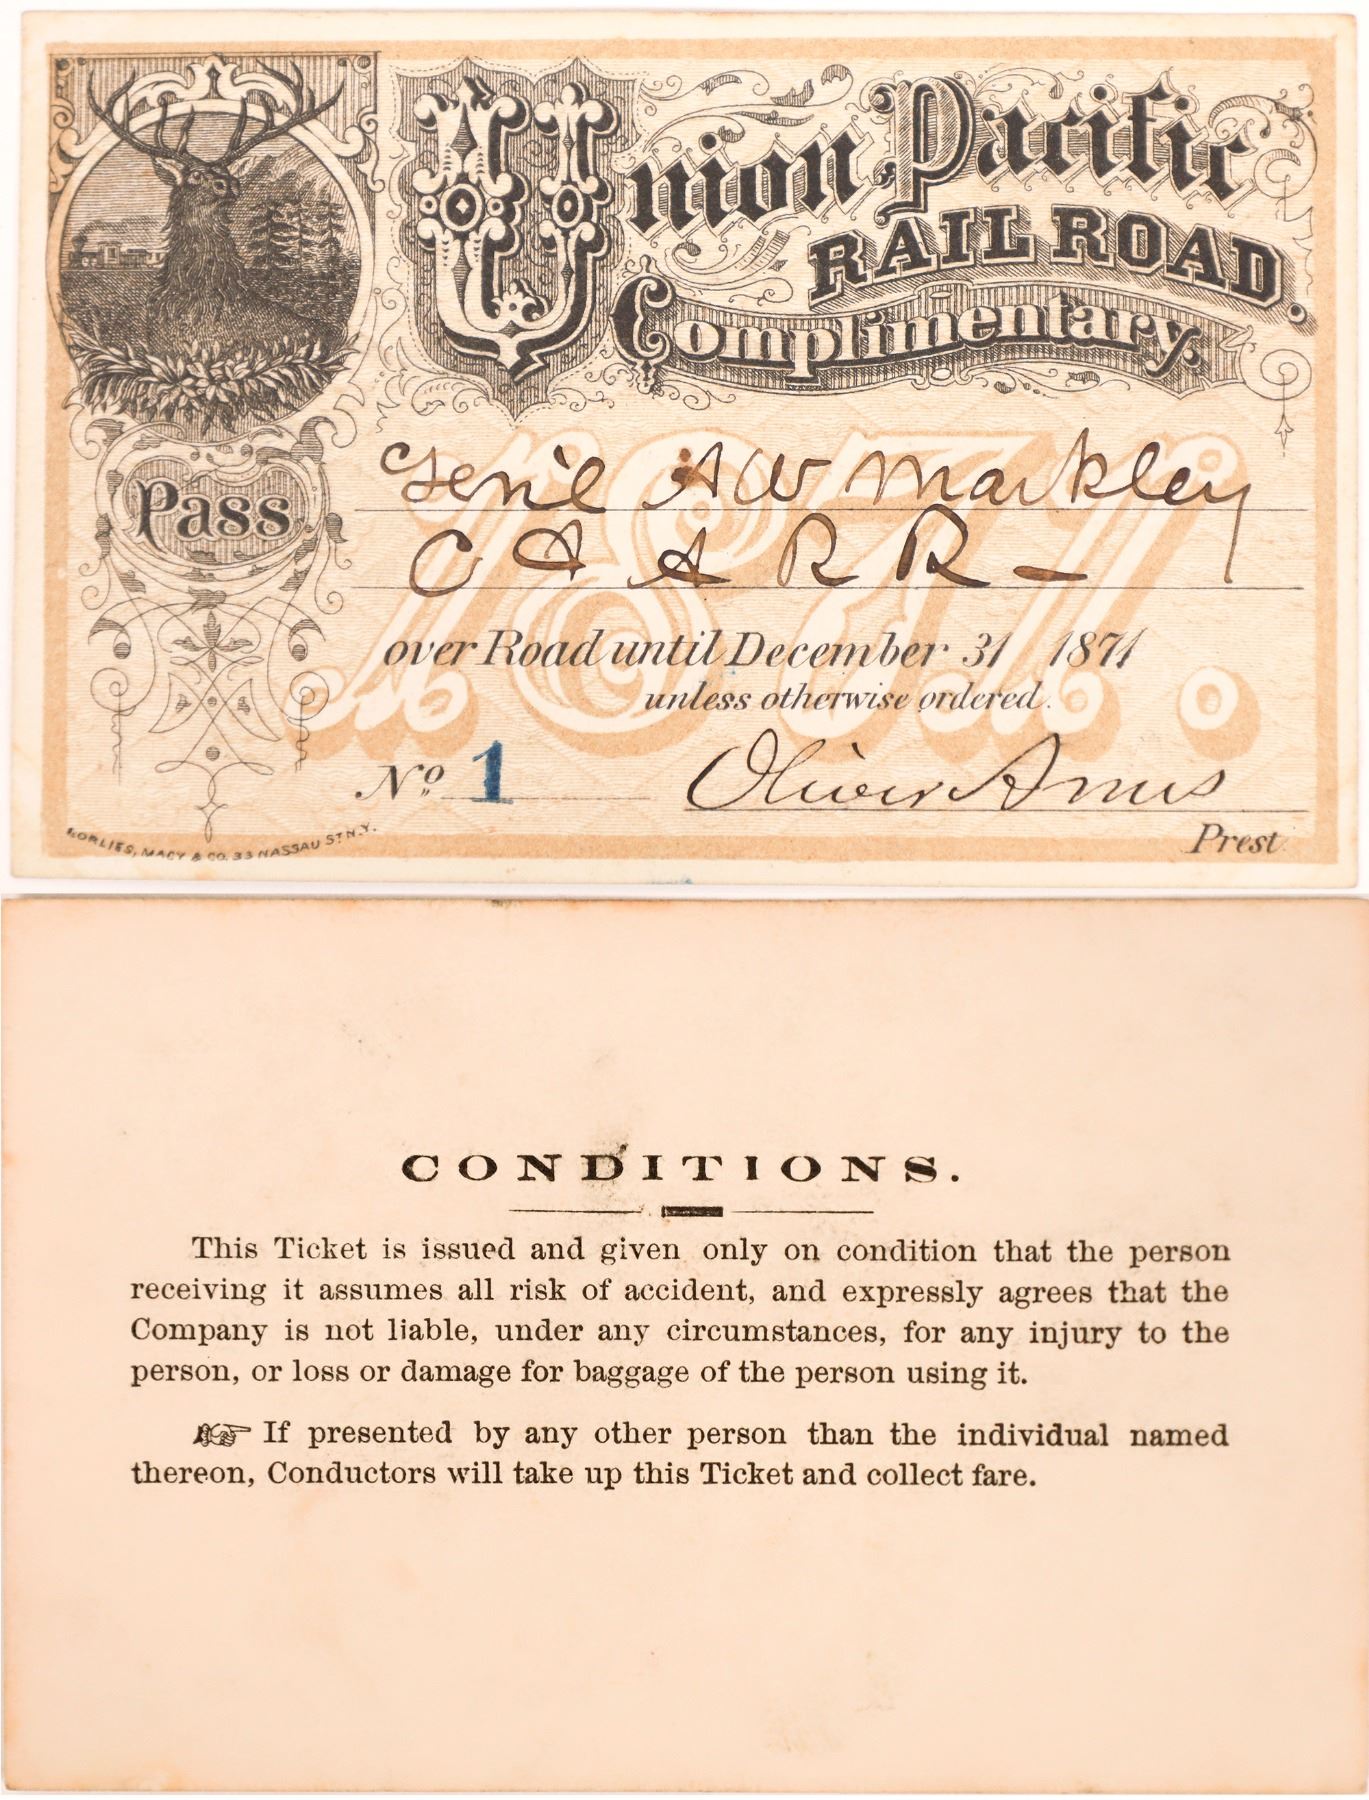 Union Pacific
RAIL ROAD.
Complimentary.
1871.
Pass
Gen'l A W Markley
C & A R R –
over Road until December 31 1871
unless otherwise ordered.
No. 1
Oliver Ames
Prest.
CORLIES, MACY & CO. 33 NASSAU ST. N.Y.
CONDITIONS.
This Ticket is issued and given only on condition that the person
receiving it assumes all risk of accident, and expressly agrees that the
Company is not liable, under any circumstances, for any injury to the
person, or loss or damage for baggage of the person using it.
☞ If presented by any other person than the individual named
thereon, Conductors will take up this Ticket and collect fare.